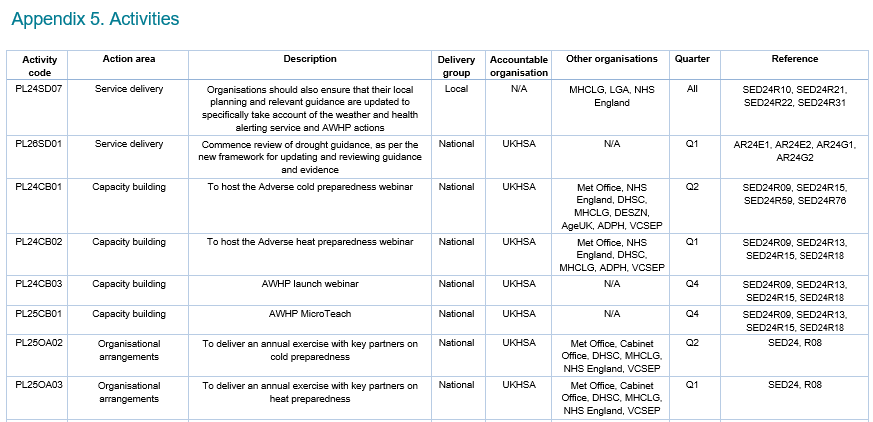 Appendix 5. Activities
Activity code | Action area | Description | Delivery group | Accountable organisation | Other organisations | Quarter | Reference
PL24SD07 | Service delivery | Organisations should also ensure that their local planning and relevant guidance are updated to specifically take account of the weather and health alerting service and AWHP actions | Local | N/A | MHCLG, LGA, NHS England | All | SED24R10, SED24R21, SED24R22, SED24R31
PL26SD01 | Service delivery | Commence review of drought guidance, as per the new framework for updating and reviewing guidance and evidence | National | UKHSA | N/A | Q1 | AR24E1, AR24E2, AR24G1, AR24G2
PL24CB01 | Capacity building | To host the Adverse cold preparedness webinar | National | UKHSA | Met Office, NHS England, DHSC, MHCLG, DESZN, AgeUK, ADPH, VCSEP | Q2 | SED24R09, SED24R15, SED24R59, SED24R76
PL24CB02 | Capacity building | To host the Adverse heat preparedness webinar | National | UKHSA | Met Office, NHS England, DHSC, MHCLG, ADPH, VCSEP | Q1 | SED24R09, SED24R13, SED24R15, SED24R18
PL24CB03 | Capacity building | AWHP launch webinar | National | UKHSA | N/A | Q4 | SED24R09, SED24R13, SED24R15, SED24R18
PL25CB01 | Capacity building | AWHP MicroTeach | National | UKHSA | N/A | Q4 | SED24R09, SED24R13, SED24R15, SED24R18
PL25OA02 | Organisational arrangements | To deliver an annual exercise with key partners on cold preparedness | National | UKHSA | Met Office, Cabinet Office, DHSC, MHCLG, NHS England, VCSEP | Q2 | SED24, R08
PL25OA03 | Organisational arrangements | To deliver an annual exercise with key partners on heat preparedness | National | UKHSA | Met Office, Cabinet Office, DHSC, MHCLG, NHS England, VCSEP | Q1 | SED24, R08